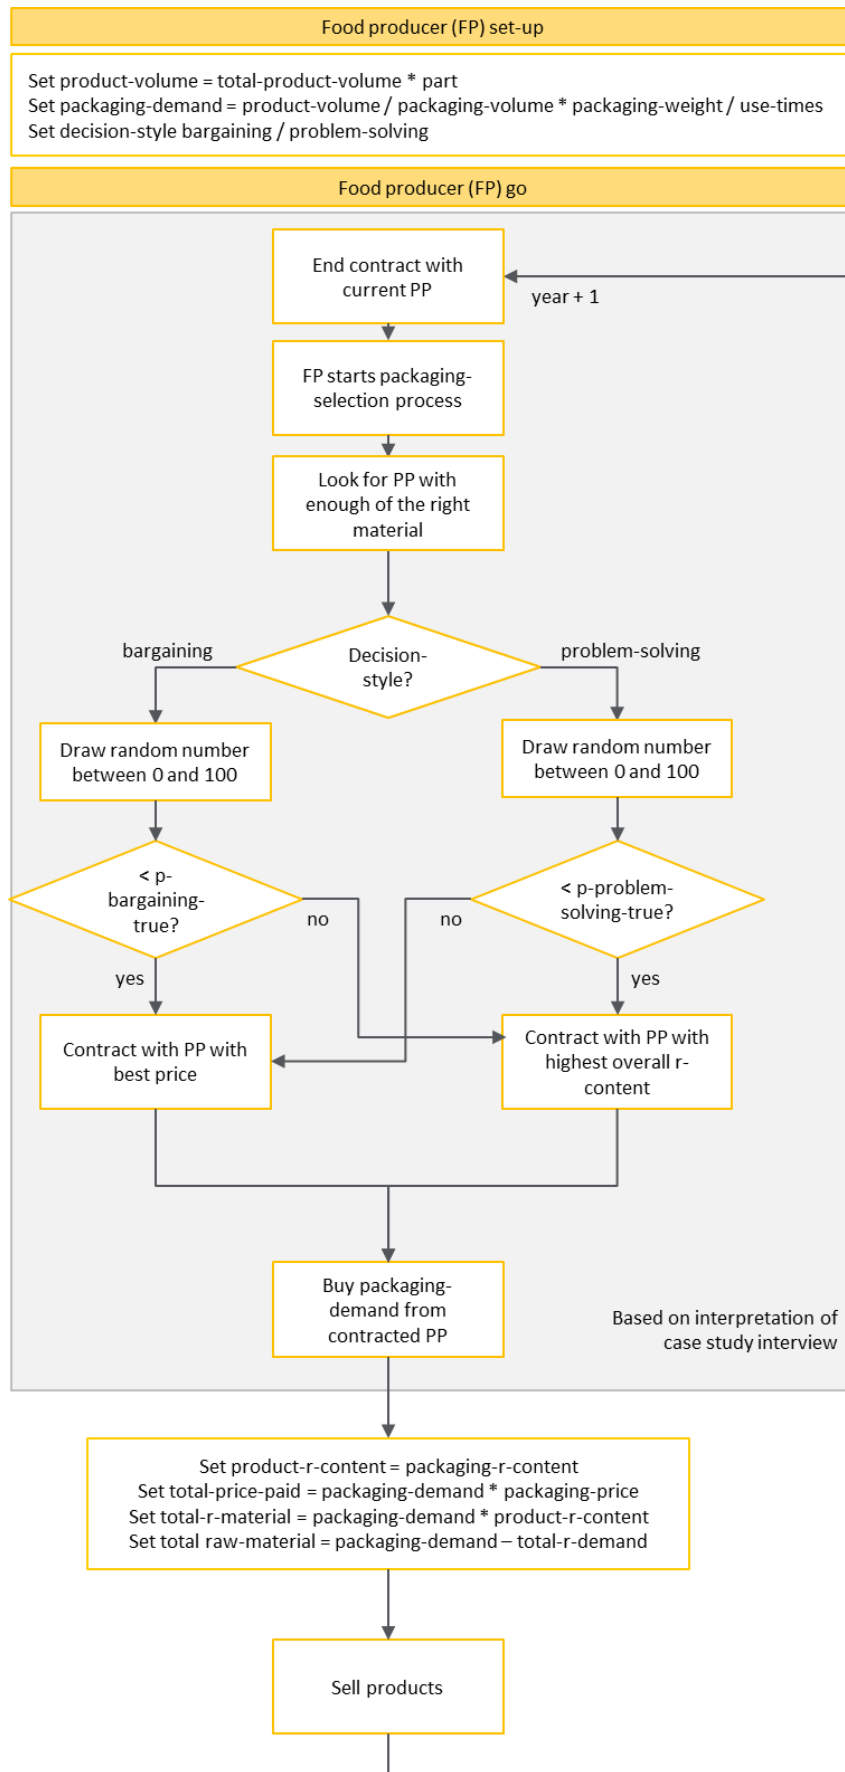 Food producer (FP) set-up
Set product-volume = total-product-volume * part
Set packaging-demand = product-volume / packaging-volume * packaging-weight / use-times
Set decision-style bargaining / problem-solving
Food producer (FP) go
End contract with
current PP
year + 1
FP starts packaging-
selection process
Look for PP with
enough of the right
material
bargaining
Decision-
style?
problem-solving
Draw random number
between 0 and 100
Draw random number
between 0 and 100
< p-
bargaining-
true?
no
no
< p-problem-
solving-true?
yes
yes
Contract with PP with
best price
Contract with PP with
highest overall r-
content
Buy packaging-
demand from
contracted PP
Based on interpretation of
case study interview
Set product-r-content = packaging-r-content
Set total-price-paid = packaging-demand * packaging-price
Set total-r-material = packaging-demand * product-r-content
Set total raw-material = packaging-demand – total-r-demand
Sell products